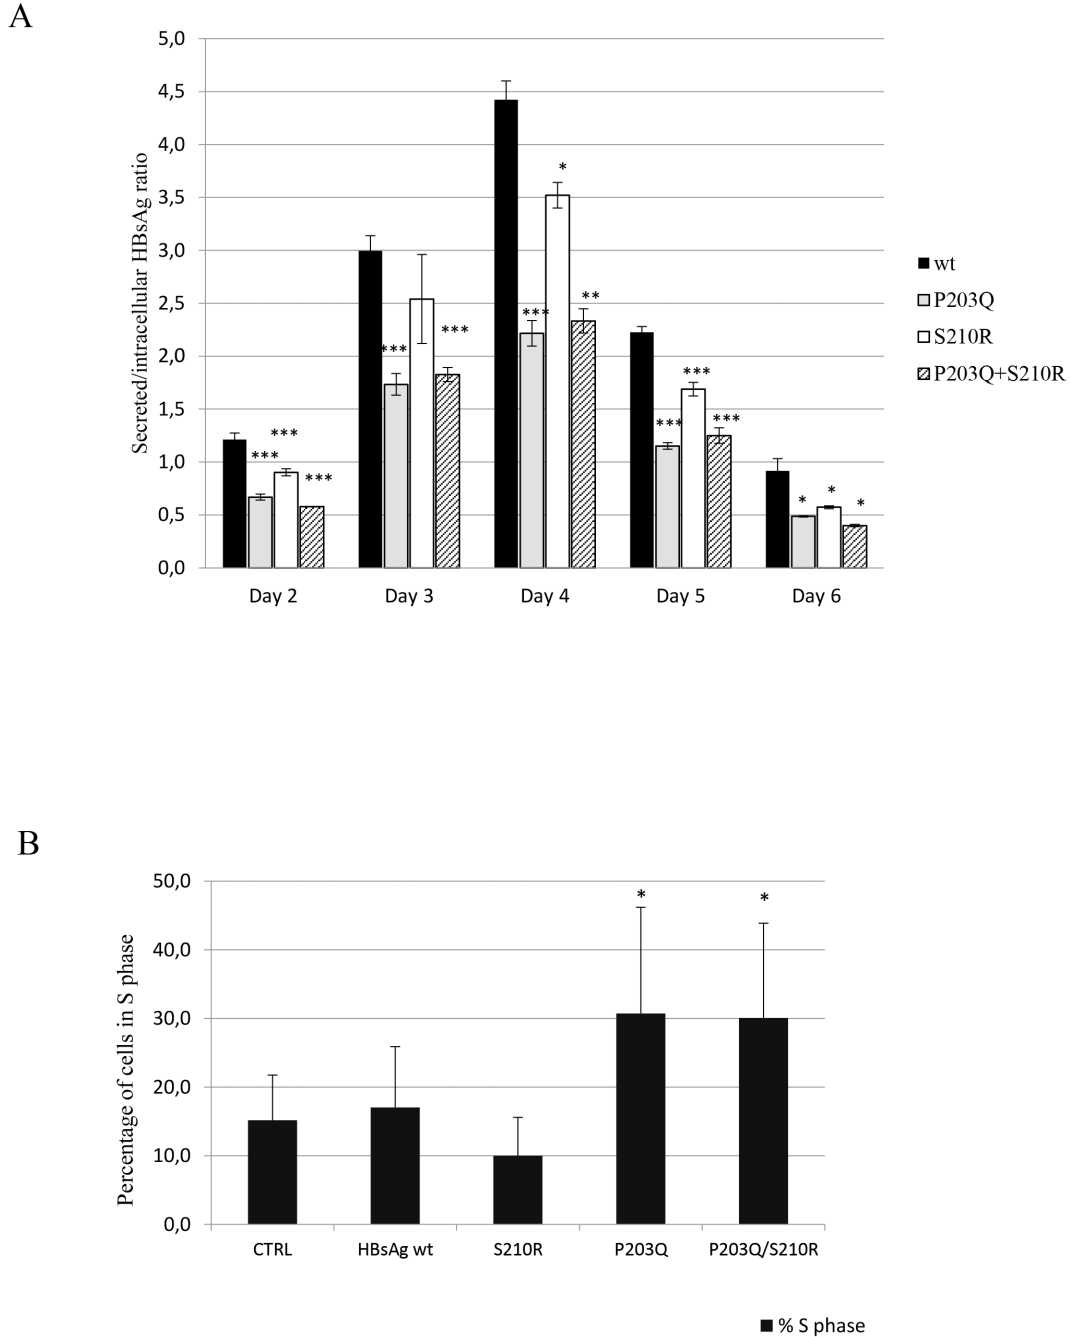 A
Secreted/intracellular HBsAg ratio
5,0
4,5
4,0
3,5
3,0
2,5
2,0
1,5
1,0
0,5
0,0
***
***
***
***
***
***
*
**
***
***
***
*
*
*
Day 2 Day 3 Day 4 Day 5 Day 6
wt
P203Q
S210R
P203Q+S210R
B
Percentage of cells in S phase
50,0
40,0
30,0
20,0
10,0
0,0
* *
CTRL HBsAg wt S210R P203Q P203Q/S210R
% S phase